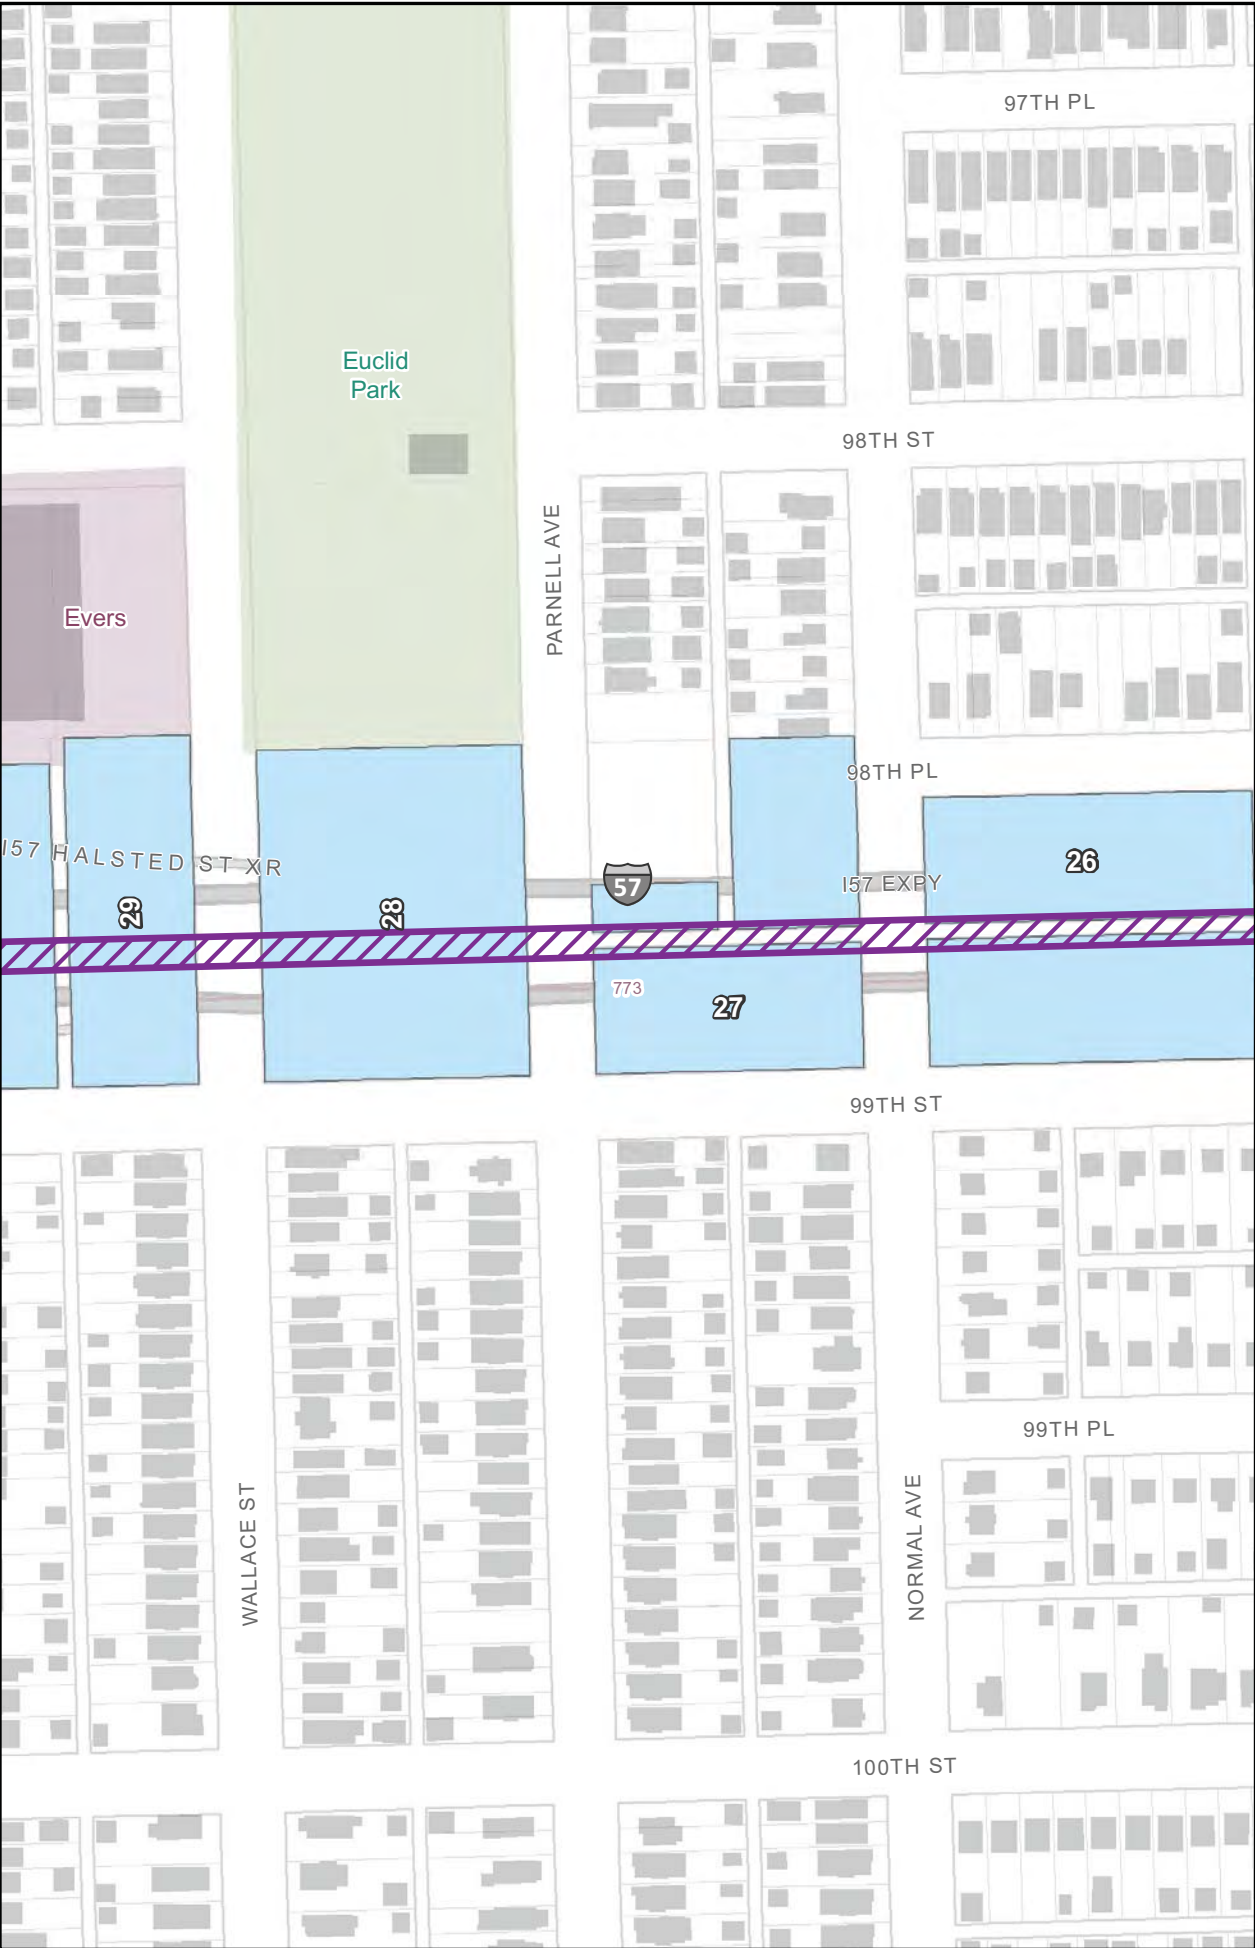 97TH PL
Euclid
Park
98TH ST
PARNELL AVE
Evers
98TH PL
I57 HALSTED ST XR
26
57
I57 EXPY
29
28
773
27
99TH ST
99TH PL
WALLACE ST
NORMAL AVE
100TH ST